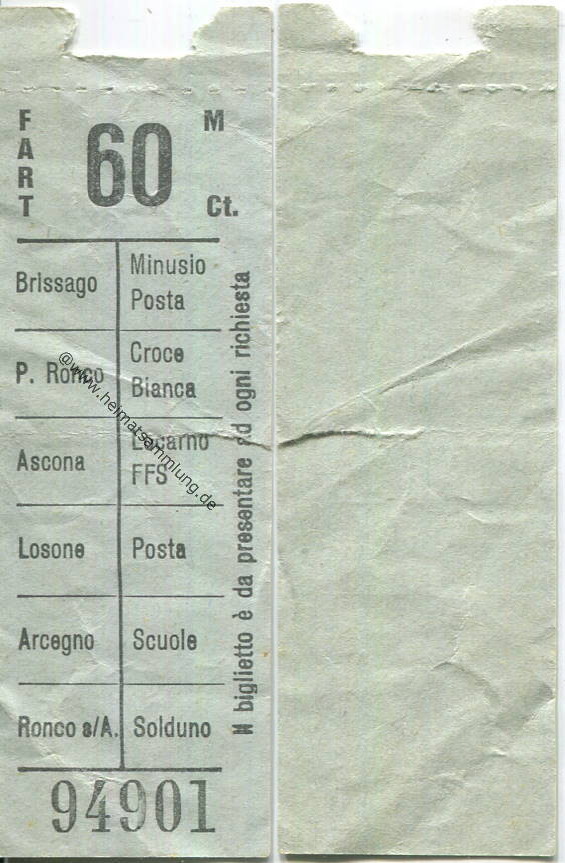 FART
60
M
Ct.
Brissago
Minusio
Posta
P. Ronco
Croce
Bianca
Ascona
Locarno
FFS
Losone
Posta
Arcegno
Scuole
Ronco s/A.
Solduno
biglietto è da presentare ad ogni richiesta
94901
@www.heimatsammlung.de